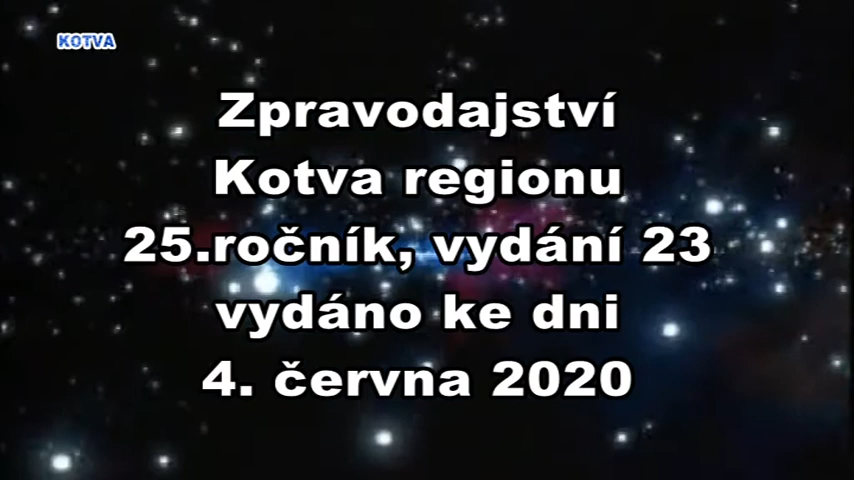 KOTVA
Zpravodajství
Kotva regionu
25.ročník, vydání 23
vydáno ke dni
4. června 2020